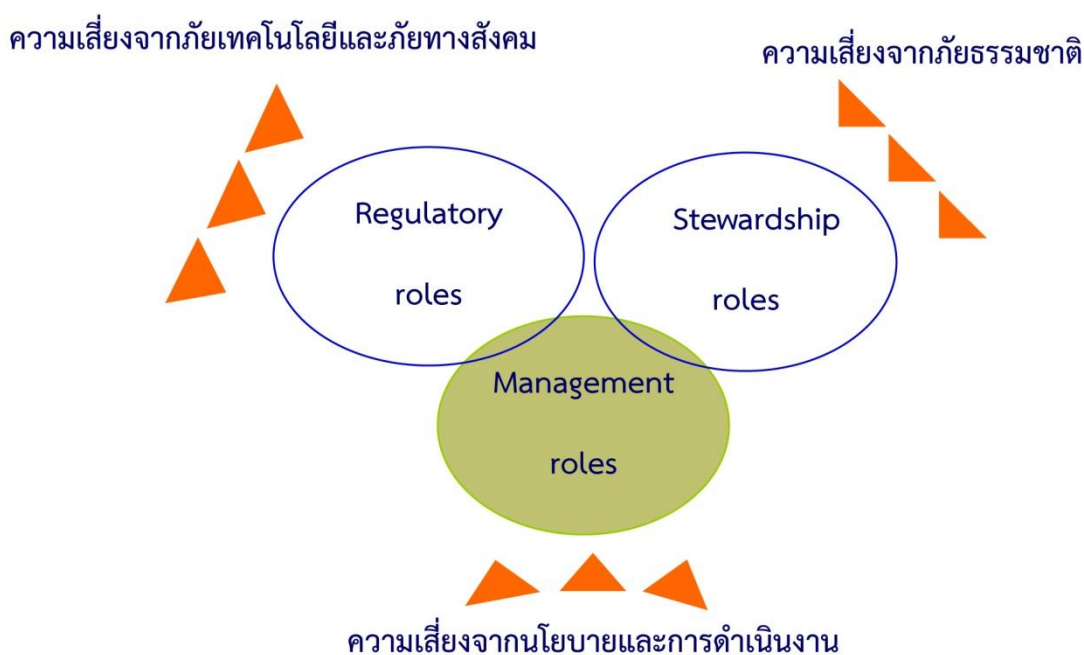 ความเสี่ยงจากภัยเทคโนโลยีและภัยทางสังคม
ความเสี่ยงจากภัยธรรมชาติ
Regulatory
roles
Stewardship
roles
Management
roles
ความเสี่ยงจากนโยบายและการดำเนินงาน